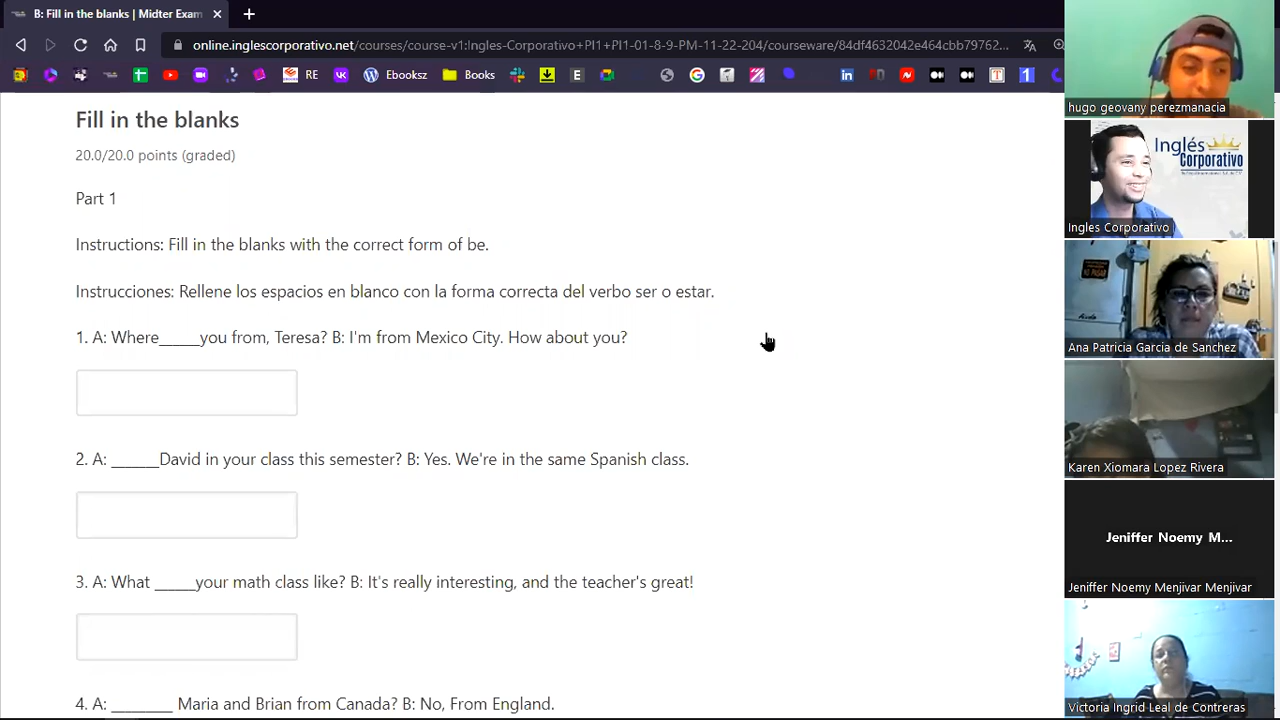 B: Fill in the blanks | Midter Exam
online.inglescorporativo.net/courses/course-v1:Ingles-Corporativo+PI1+PI1-01-8-9-PM-11-22-204/courseware/84df4632042e464cbb79762...
RE
Ebooksz
Books
Fill in the blanks
20.0/20.0 points (graded)
Part 1
Instructions: Fill in the blanks with the correct form of be.
Instrucciones: Rellene los espacios en blanco con la forma correcta del verbo ser o estar.
1. A: Where_____you from, Teresa? B: I'm from Mexico City. How about you?
2. A: ______David in your class this semester? B: Yes. We're in the same Spanish class.
3. A: What _____your math class like? B: It's really interesting, and the teacher's great!
4. A: ________ Maria and Brian from Canada? B: No, From England.
hugo geovany perezmanacía
Inglés
Corporativo
Ingles Corporativo
Ana Patricia Garcia de Sanchez
Karen Xiomara Lopez Rivera
Jeniffer Noemy M...
Jeniffer Noemy Menjivar Menjivar
Victoria Ingrid Leal de Contreras